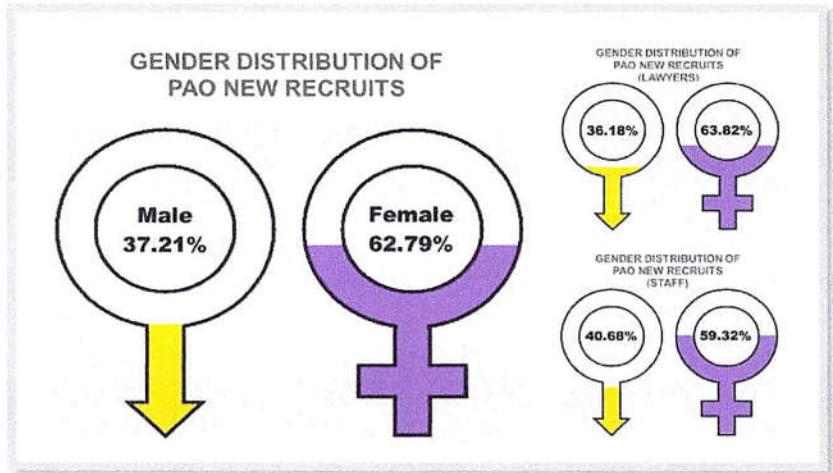 GENDER DISTRIBUTION OF
PAO NEW RECRUITS
Male
37.21%
Female
62.79%
GENDER DISTRIBUTION OF
PAO NEW RECRUITS
(LAWYERS)
36.18%
63.82%
GENDER DISTRIBUTION OF
PAO NEW RECRUITS
(STAFF)
40.68%
59.32%